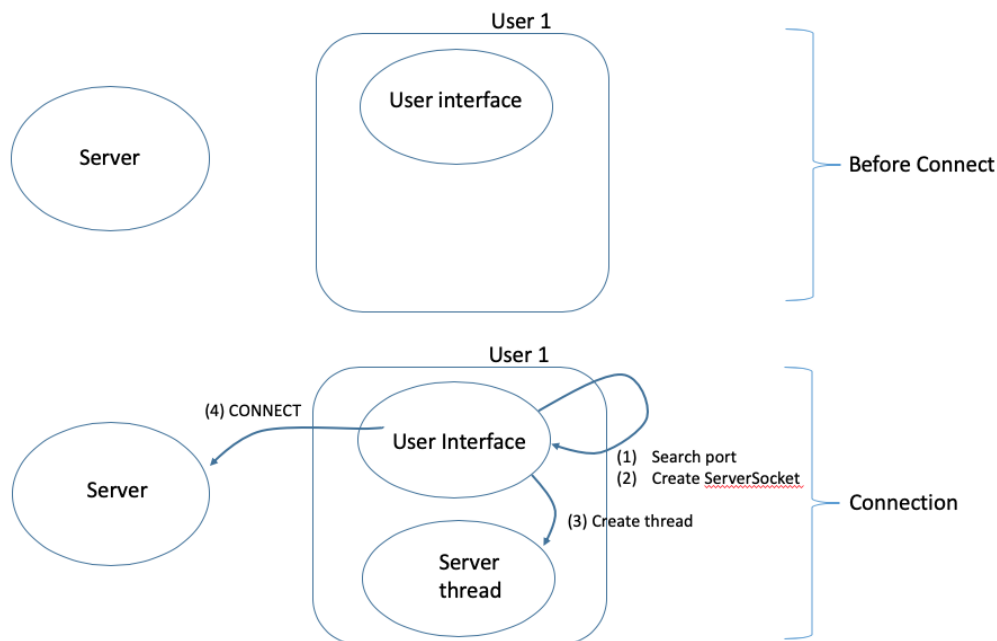 User 1
User interface
Server
Before Connect
User 1
(4) CONNECT
User Interface
(1) Search port
(2) Create ServerSocket
Server
Connection
(3) Create thread
Server
thread